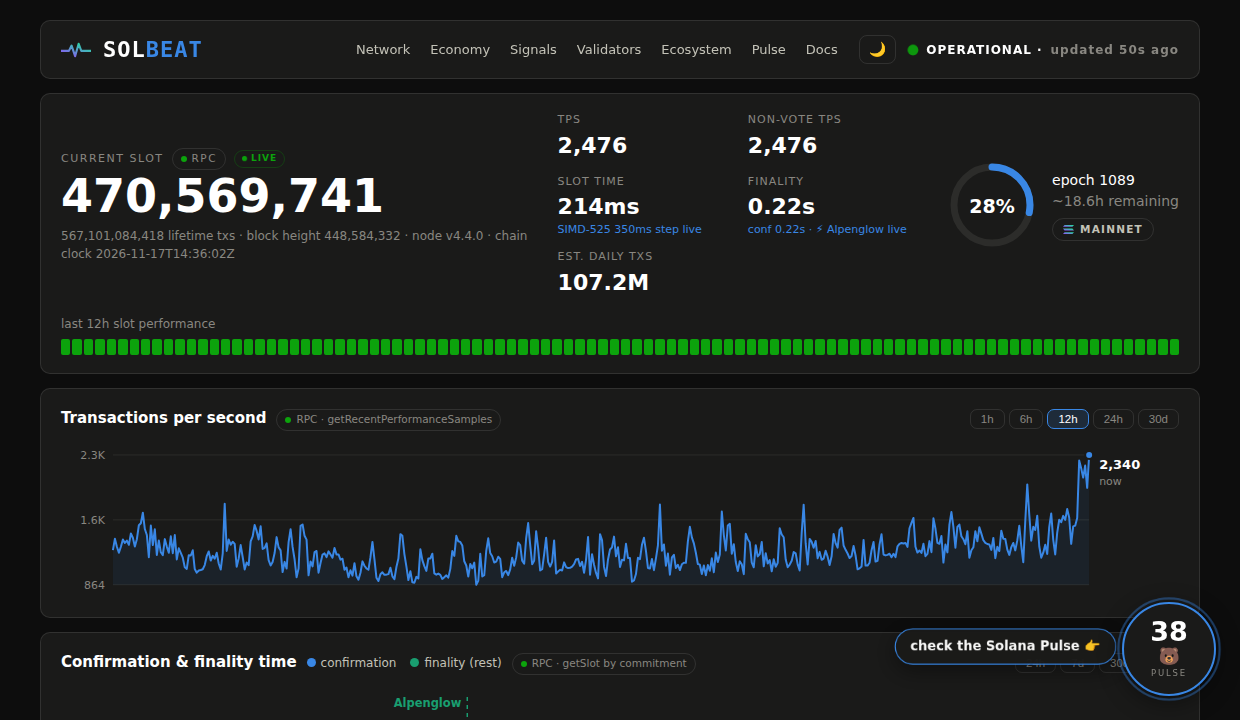 SOLBEAT
Network Economy Signals Validators Ecosystem Pulse Docs
OPERATIONAL · updated 50s ago
CURRENT SLOT RPC LIVE
470,569,741
567,101,084,418 lifetime txs · block height 448,584,332 · node v4.4.0 · chain
clock 2026-11-17T14:36:02Z
TPS
2,476
NON-VOTE TPS
2,476
SLOT TIME
214ms
SIMD-525 350ms step live
FINALITY
0.22s
conf 0.22s · ⚡ Alpenglow live
EST. DAILY TXS
107.2M
28%
epoch 1089
~18.6h remaining
MAINNET
last 12h slot performance
Transactions per second RPC · getRecentPerformanceSamples
1h 6h 12h 24h 30d
2.3K
1.6K
864
2,340
now
Confirmation & finality time confirmation finality (rest) RPC · getSlot by commitment
Alpenglow
check the Solana Pulse 👉
38
PULSE